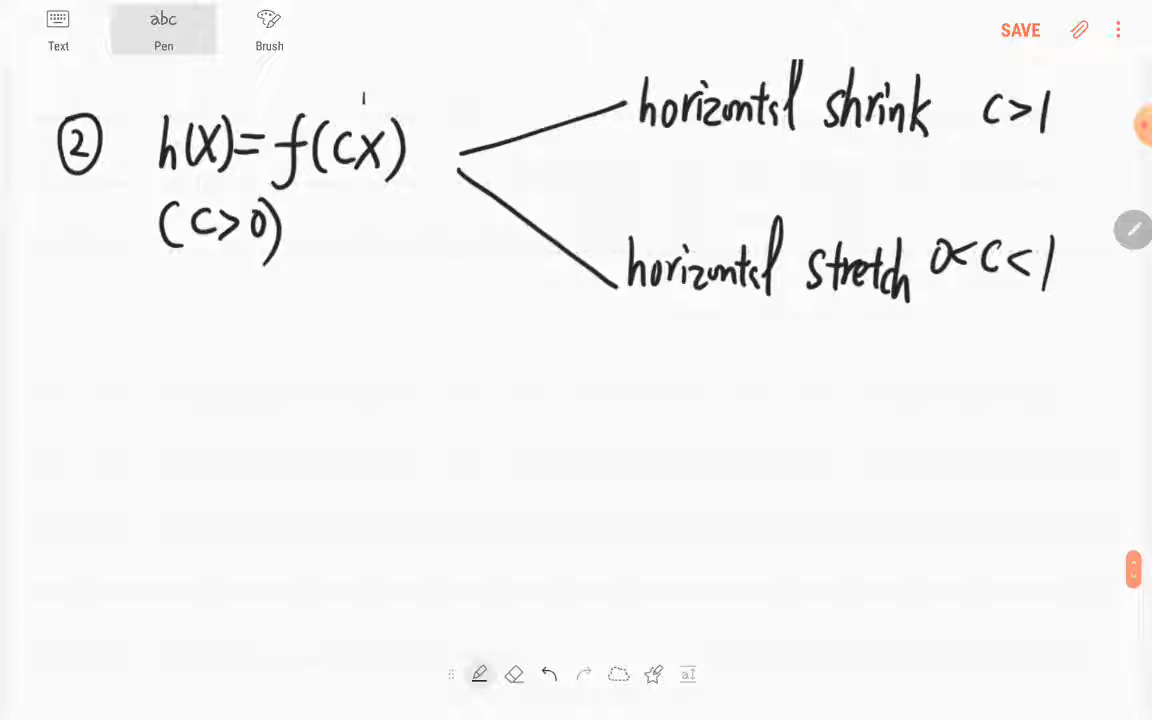 Text
abc
Pen
Brush
SAVE
② h(x)=f(cx)
(c>0)
horizontal shrink c>1
horizontal stretch 0<c<1